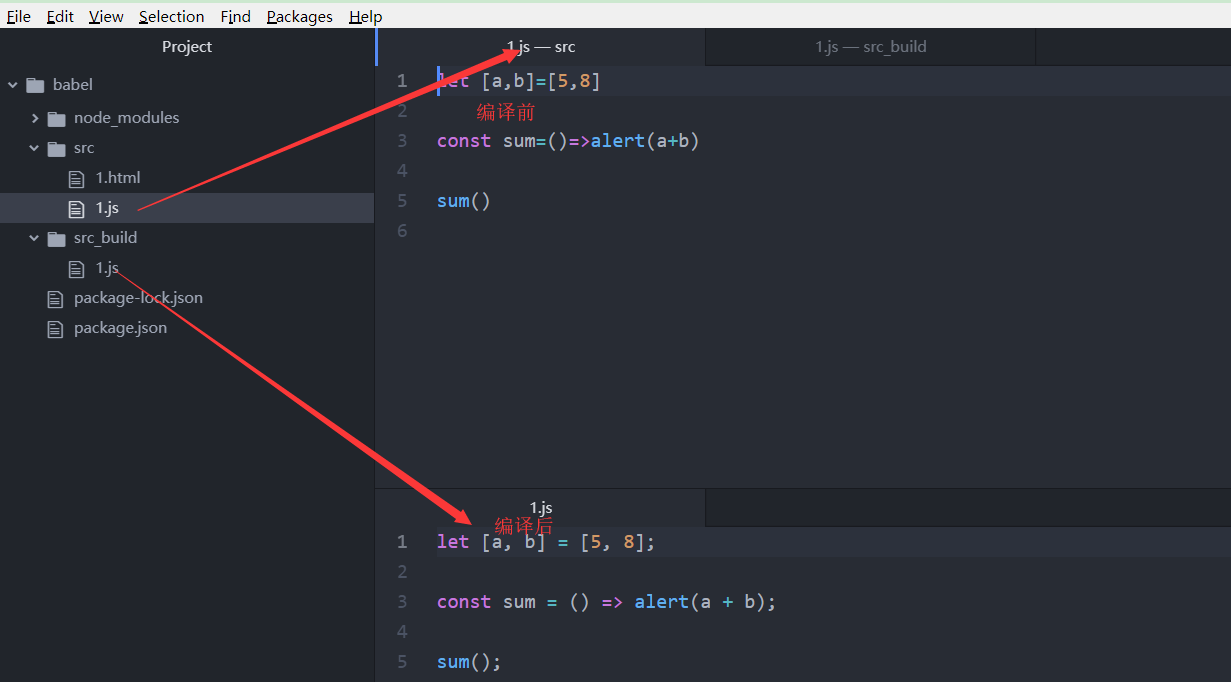 File Edit View Selection Find Packages Help
Project
babel
node_modules
src
1.html
1.js
src_build
1.js
package-lock.json
package.json
1.js — src
1.js — src_build
1 let [a,b]=[5,8]
2 编译前
3 const sum=()=>alert(a+b)
4
5 sum()
6
1.js
编译后
1 let [a, b] = [5, 8];
2
3 const sum = () => alert(a + b);
4
5 sum();